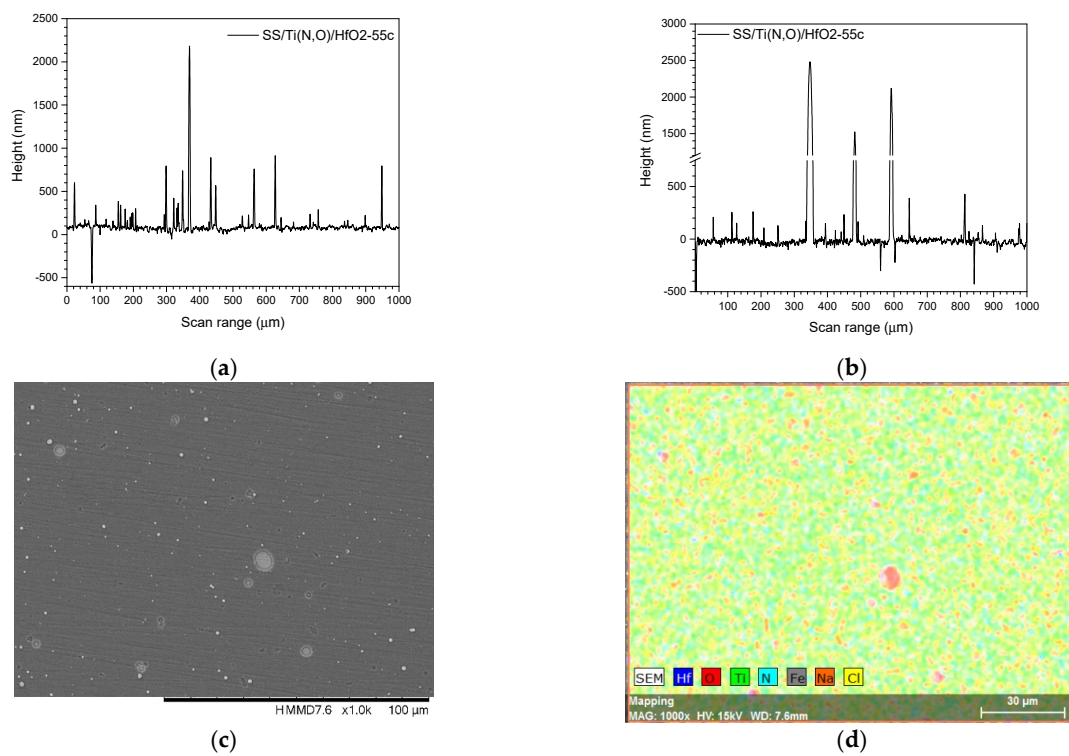 SS/Ti(N,O)/HfO2-55c
2500
2000
1500
1000
500
0
-500
Height (nm)
0 100 200 300 400 500 600 700 800 900 1000
Scan range (μm)
(a)
SS/Ti(N,O)/HfO2-55c
3000
2500
2000
1500
500
0
-500
Height (nm)
100 200 300 400 500 600 700 800 900 1000
Scan range (μm)
(b)
HMMD7.6 x1.0k 100 μm
(c)
SEM Hf O Ti N Fe Na Cl
Mapping 30 μm
MAG: 1000x HV: 15kV WD: 7.6mm
(d)